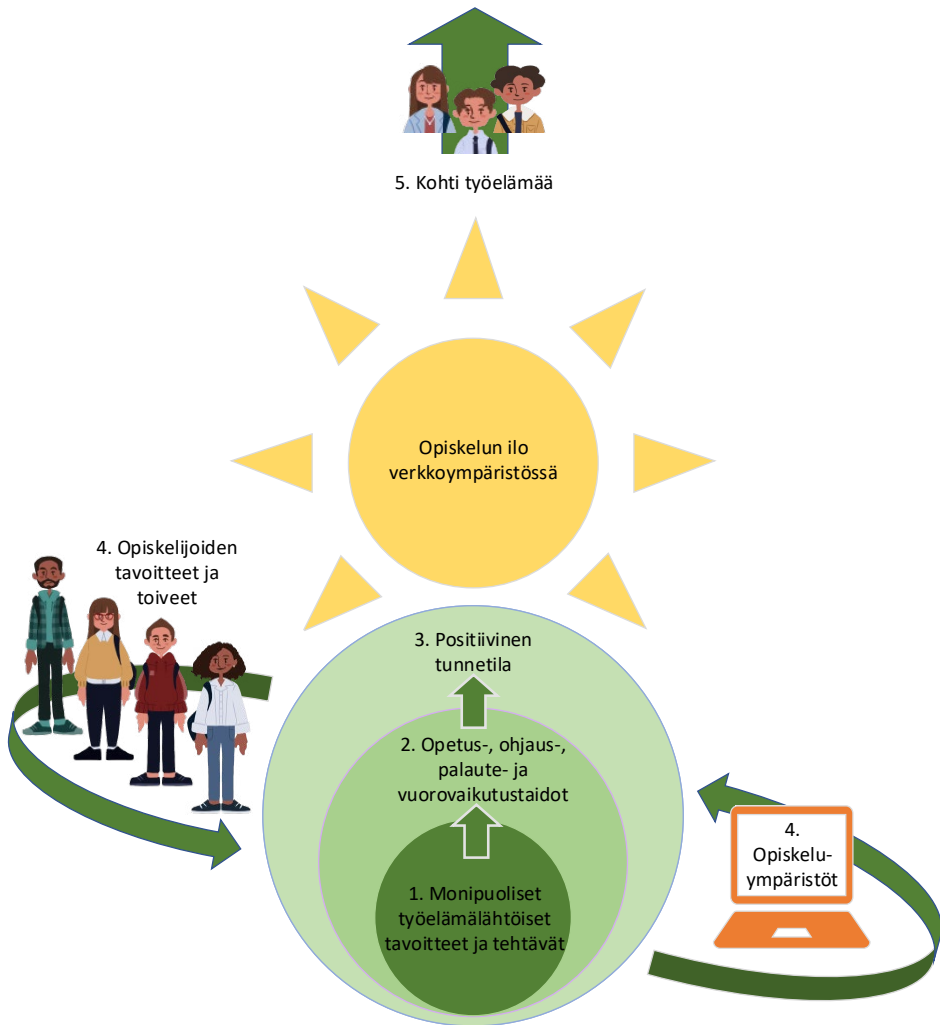 5. Kohti työelämää
Opiskelun ilo
verkkoympäristössä
4. Opiskelijoiden
tavoitteet ja
toiveet
3. Positiivinen
tunnetila
2. Opetus-, ohjaus-,
palaute- ja
vuorovaikutustaidot
4.
Opiskelu-
ympäristöt
1. Monipuoliset
työelämälähtöiset
tavoitteet ja tehtävät